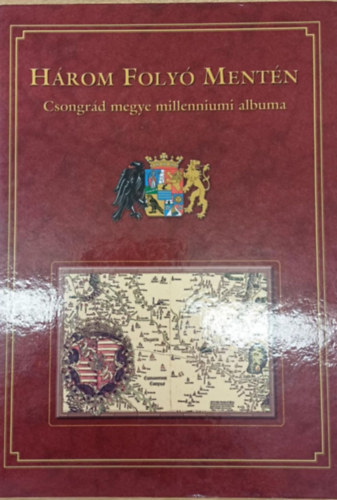 HÁROM FOLYÓ MENTÉN
Csongrád megye millenniumi albuma